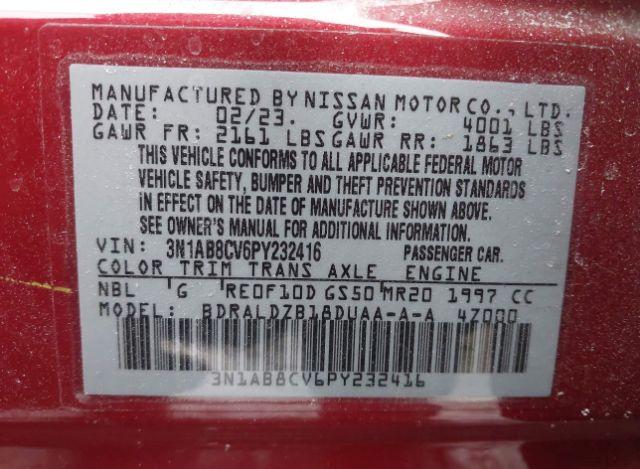 MANUFACTURED BY NISSAN MOTOR CO., LTD.
DATE: 02/23. GVWR: 4001 LBS
GAWR FR: 2161 LBS GAWR RR: 1863 LBS
THIS VEHICLE CONFORMS TO ALL APPLICABLE FEDERAL MOTOR
VEHICLE SAFETY, BUMPER AND THEFT PREVENTION STANDARDS
IN EFFECT ON THE DATE OF MANUFACTURE SHOWN ABOVE.
SEE OWNER'S MANUAL FOR ADDITIONAL INFORMATION.
VIN: 3N1AB8CV6PY232416 PASSENGER CAR.
COLOR TRIM TRANS AXLE ENGINE
NBL G RE0F10D GS50 MR20 1997 CC
MODEL: BDRALDZB18DUAA-A-A 4Z000
3N1AB8CV6PY232416